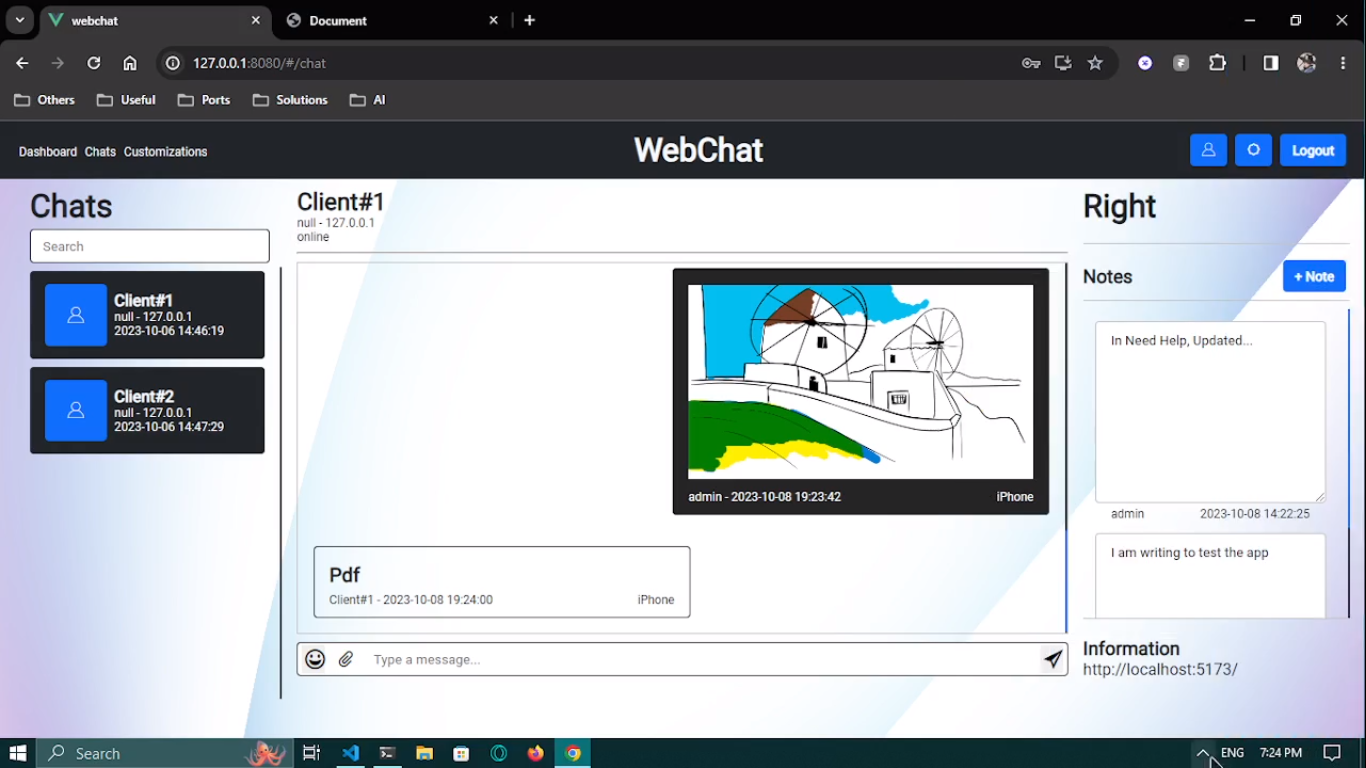 webchat
Document
127.0.0.1:8080/#/chat
Others
Useful
Ports
Solutions
AI
Dashboard Chats Customizations
WebChat
Logout
Chats
Search
Client#1
null - 127.0.0.1
2023-10-06 14:46:19
Client#2
null - 127.0.0.1
2023-10-06 14:47:29
Client#1
null - 127.0.0.1
online
admin - 2023-10-08 19:23:42
iPhone
Pdf
Client#1 - 2023-10-08 19:24:00
iPhone
Type a message...
Right
Notes
+ Note
In Need Help, Updated...
admin
2023-10-08 14:22:25
I am writing to test the app
Information
http://localhost:5173/
Search
ENG
7:24 PM